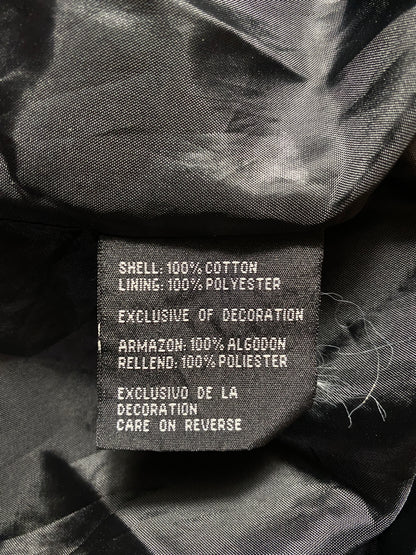 SHELL: 100% COTTON
LINING: 100% POLYESTER
EXCLUSIVE OF DECORATION
ARMAZON: 100% ALGODON
RELLEND: 100% POLIESTER
EXCLUSIVO DE LA
DECORATION
CARE ON REVERSE